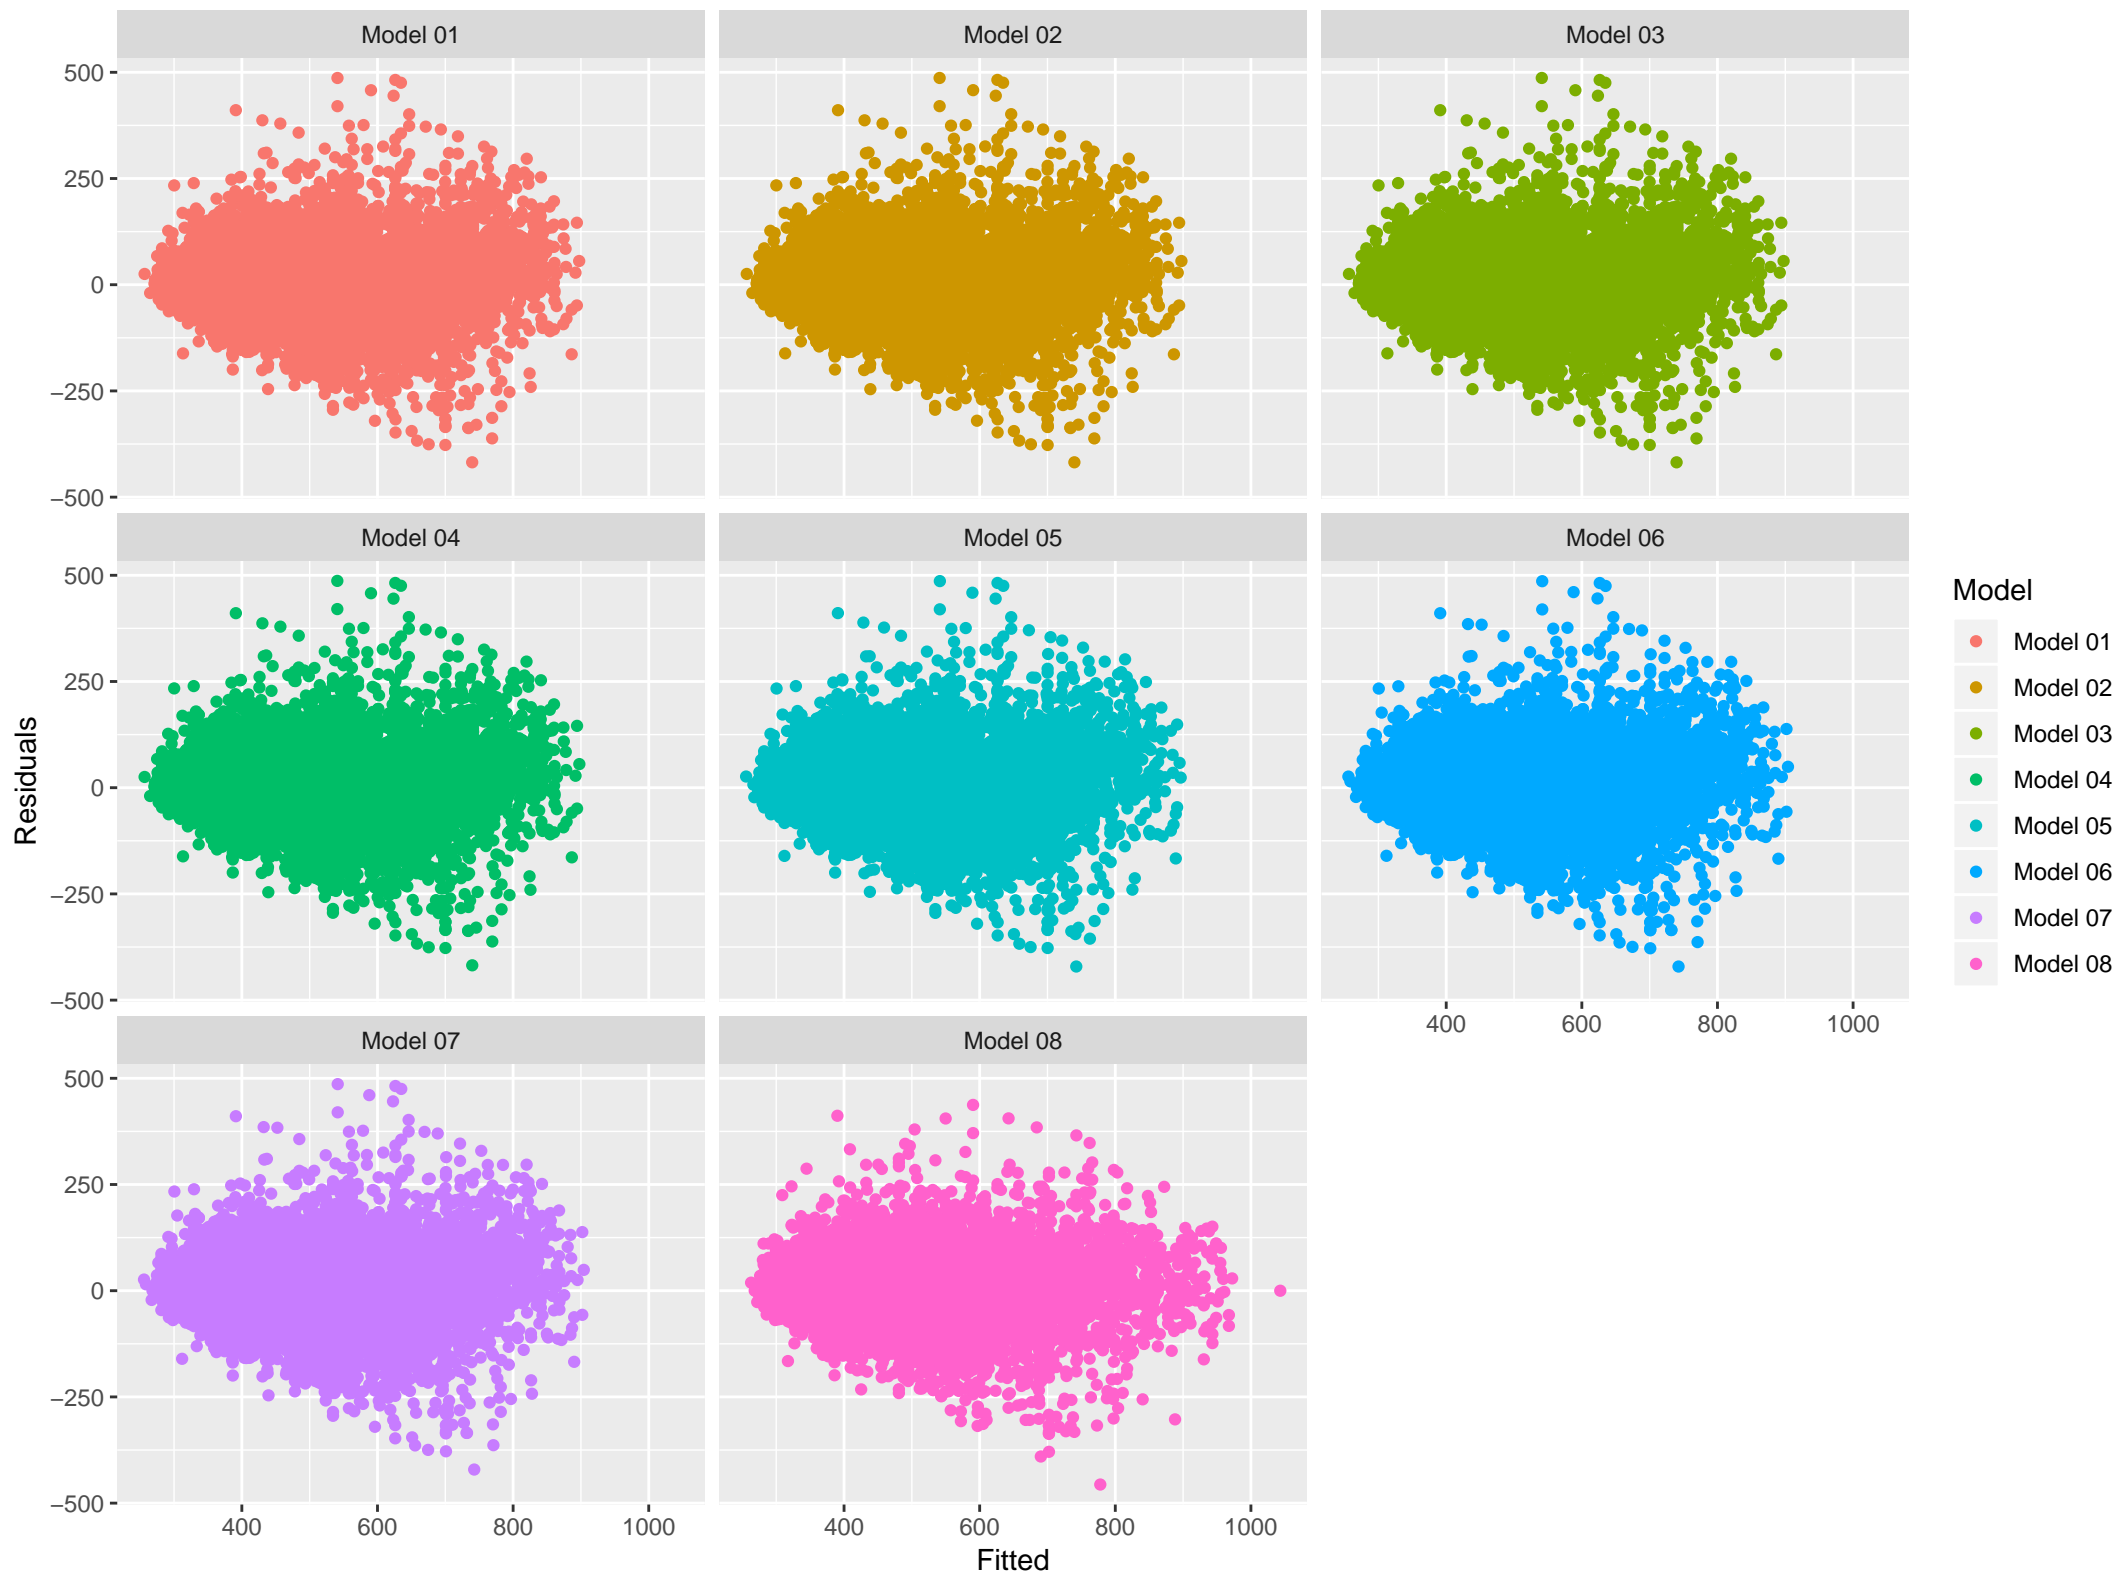 Model 01 Model 02 Model 03
500
250
0
−250
−500
Model 04 Model 05 Model 06
500
250
0
−250
−500
400 600 800 1000
Model 07 Model 08
500
250
0
−250
−500
400 600 800 1000 400 600 800 1000
Fitted
Residuals
Model
Model 01
Model 02
Model 03
Model 04
Model 05
Model 06
Model 07
Model 08